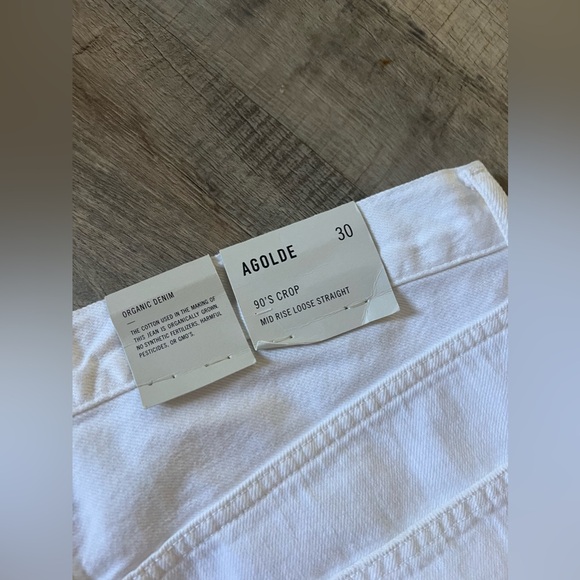 ORGANIC DENIM
THE COTTON USED IN THE MAKING OF
THIS JEAN IS ORGANICALLY GROWN.
NO SYNTHETIC FERTILIZERS, HARMFUL
PESTICIDES, OR GMO'S.
AGOLDE 30
90'S CROP
MID RISE LOOSE STRAIGHT